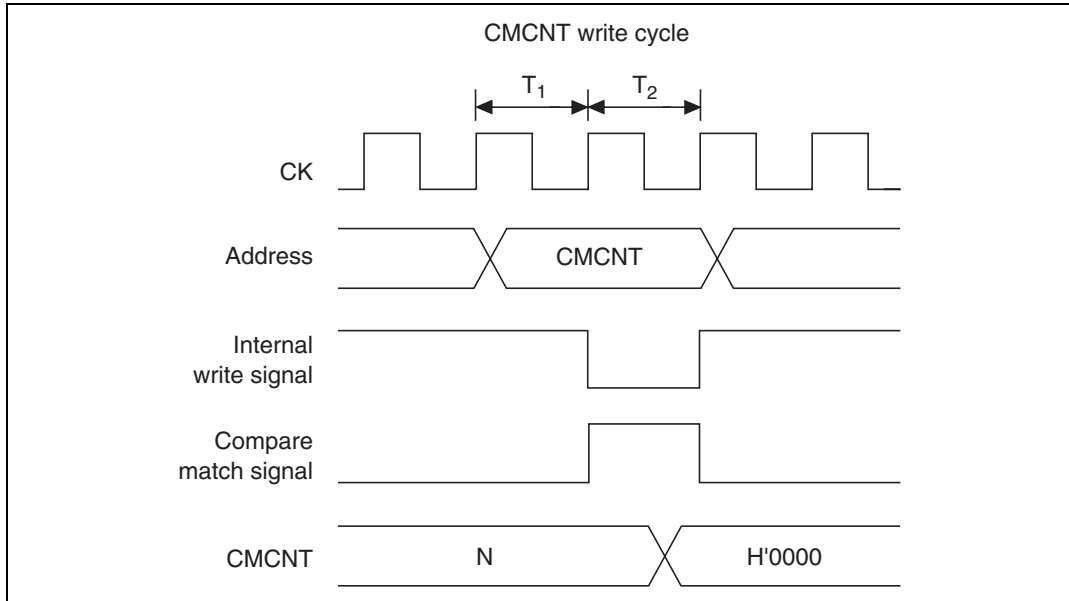 CMCNT write cycle
T1 T2
CK
Address CMCNT
Internal
write signal
Compare
match signal
CMCNT N H'0000